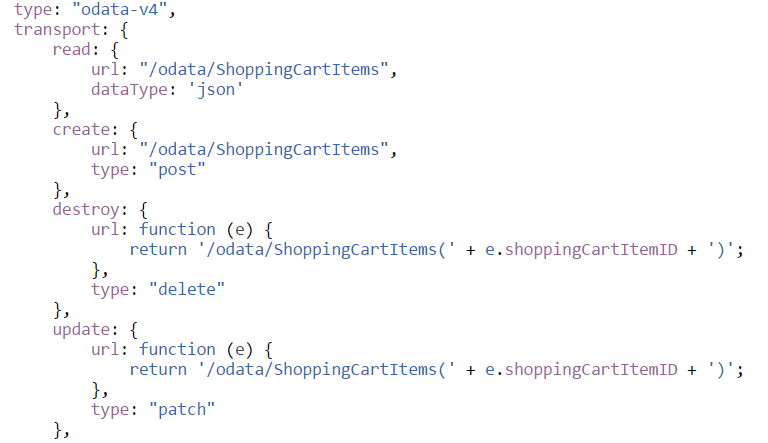 type: "odata-v4",
transport: {
    read: {
        url: "/odata/ShoppingCartItems",
        dataType: 'json'
    },
    create: {
        url: "/odata/ShoppingCartItems",
        type: "post"
    },
    destroy: {
        url: function (e) {
            return '/odata/ShoppingCartItems(' + e.shoppingCartItemID + ')';
        },
        type: "delete"
    },
    update: {
        url: function (e) {
            return '/odata/ShoppingCartItems(' + e.shoppingCartItemID + ')';
        },
        type: "patch"
    },